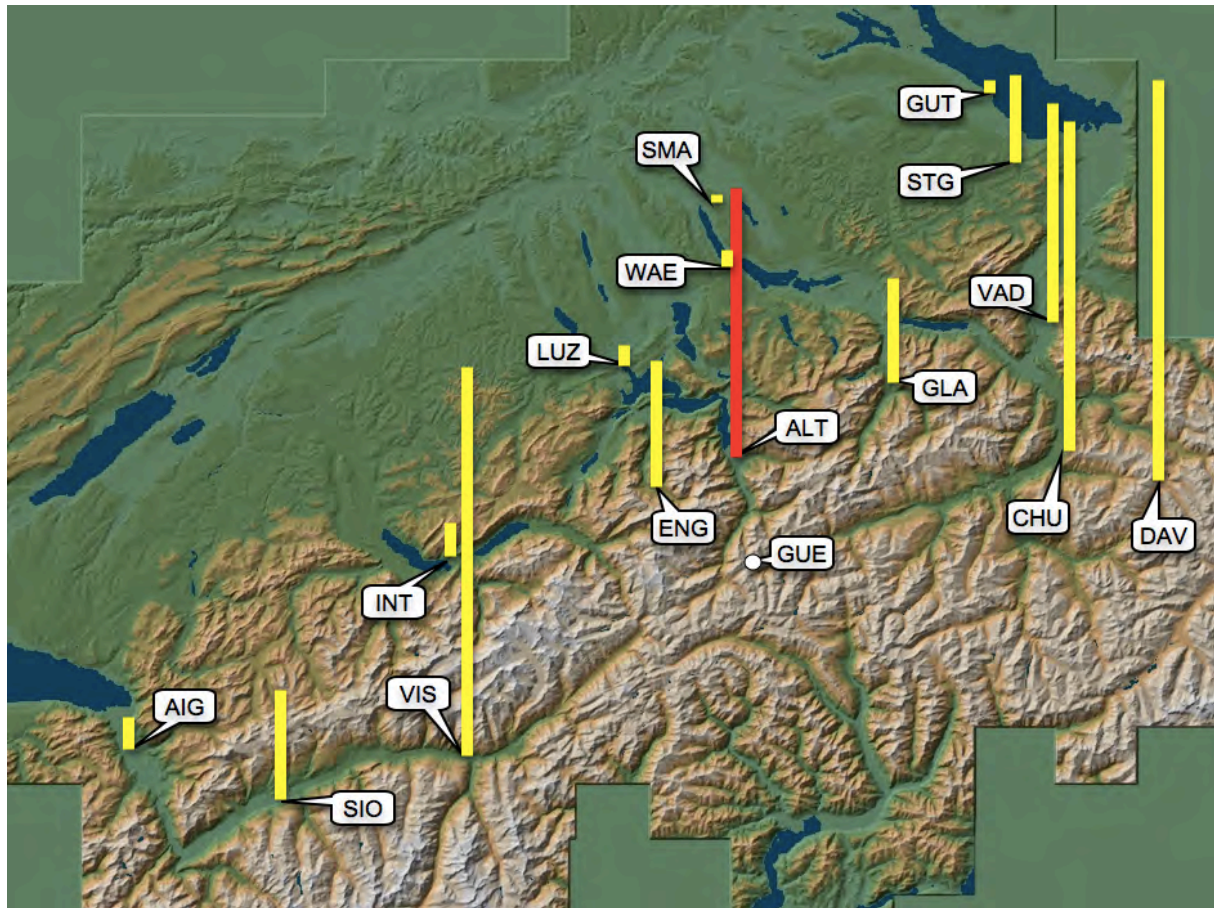 GUT
SMA
STG
WAE
VAD
LUZ
GLA
ALT
CHU
ENG
DAV
GUE
INT
VIS
AIG
SIO